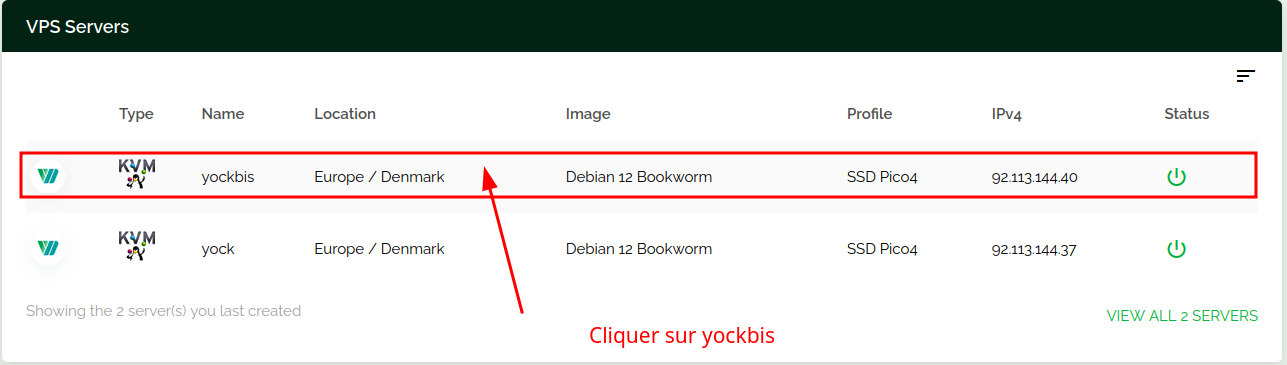 VPS Servers
Type Name Location Image Profile IPv4 Status
KVM yockbis Europe / Denmark Debian 12 Bookworm SSD Pico4 92.113.144.40
KVM yock Europe / Denmark Debian 12 Bookworm SSD Pico4 92.113.144.37
Showing the 2 server(s) you last created
VIEW ALL 2 SERVERS
Cliquer sur yockbis